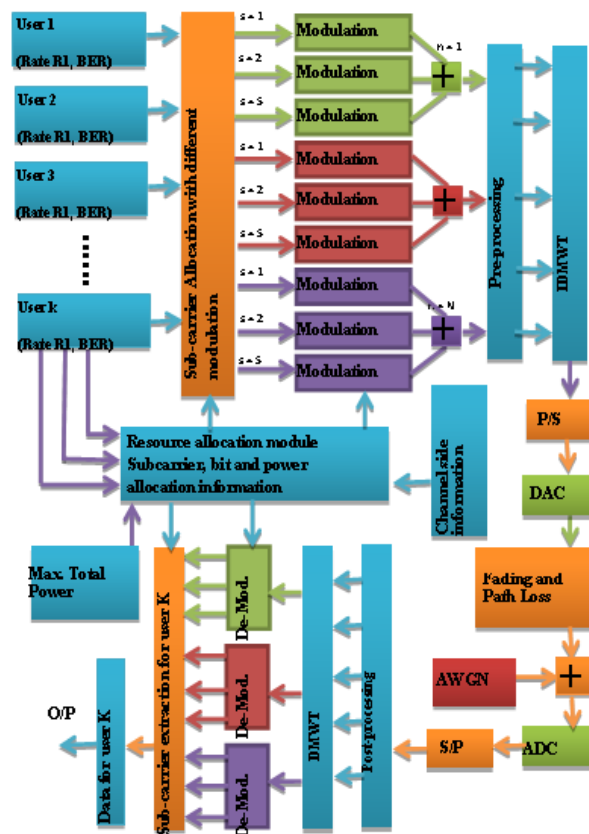 User 1
(Rate R1, BER)
User 2
(Rate R1, BER)
User 3
(Rate R1, BER)
User k
(Rate R1, BER)
Sub-carrier Allocation with different
modulation
s=1
s=2
s=S
s=1
s=2
s=S
s=1
s=2
s=S
Modulation
Modulation
Modulation
Modulation
Modulation
Modulation
Modulation
Modulation
Modulation
n=1
+
+
n=N
+
Pre-processing
IDMWT
P/S
DAC
Fading and
Path Loss
AWGN
+
ADC
S/P
Resource allocation module
Subcarrier, bit and power
allocation information
Channel side
information
Max. Total
Power
De-Mod.
De-Mod.
De-Mod.
DMWT
Post-processing
Sub-carrier extraction for user K
Data for user K
O/P